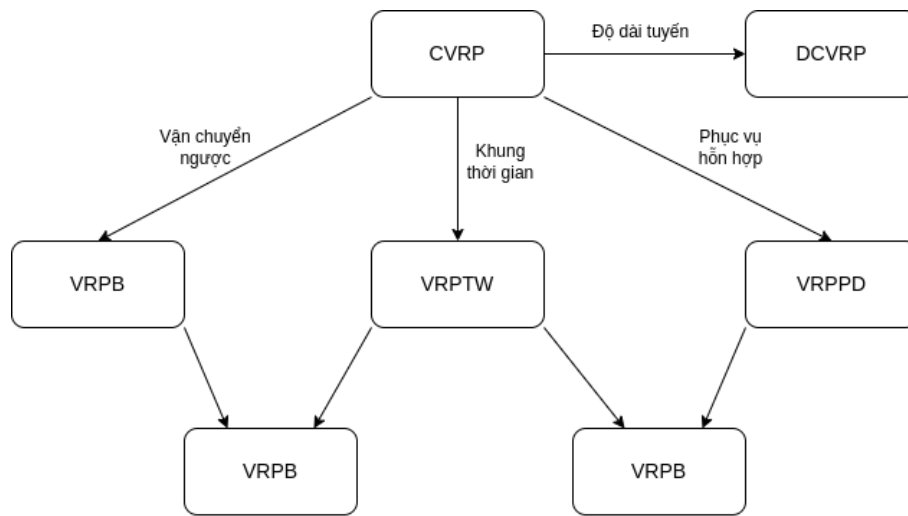 CVRP
Độ dài tuyến
DCVRP
Vận chuyển
ngược
Khung
thời gian
Phục vụ
hỗn hợp
VRPB
VRPTW
VRPPD
VRPB
VRPB